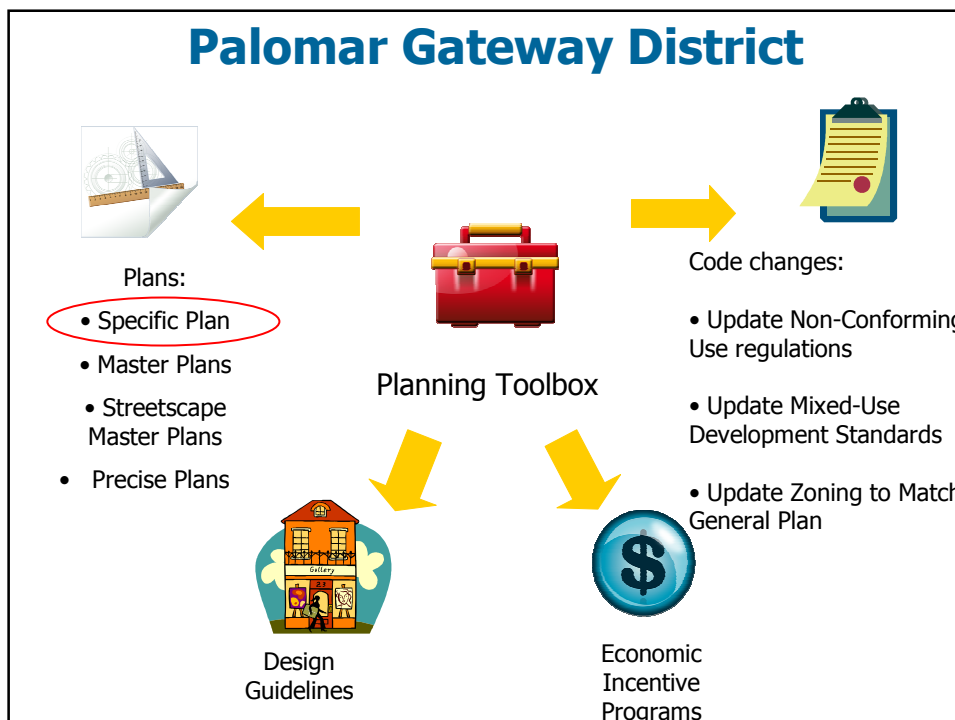 Palomar Gateway District
Plans:
• Specific Plan
• Master Plans
• Streetscape
Master Plans
• Precise Plans
Planning Toolbox
Code changes:
• Update Non-Conforming
Use regulations
• Update Mixed-Use
Development Standards
• Update Zoning to Match
General Plan
Gallery
23
Design
Guidelines
$
Economic
Incentive
Programs